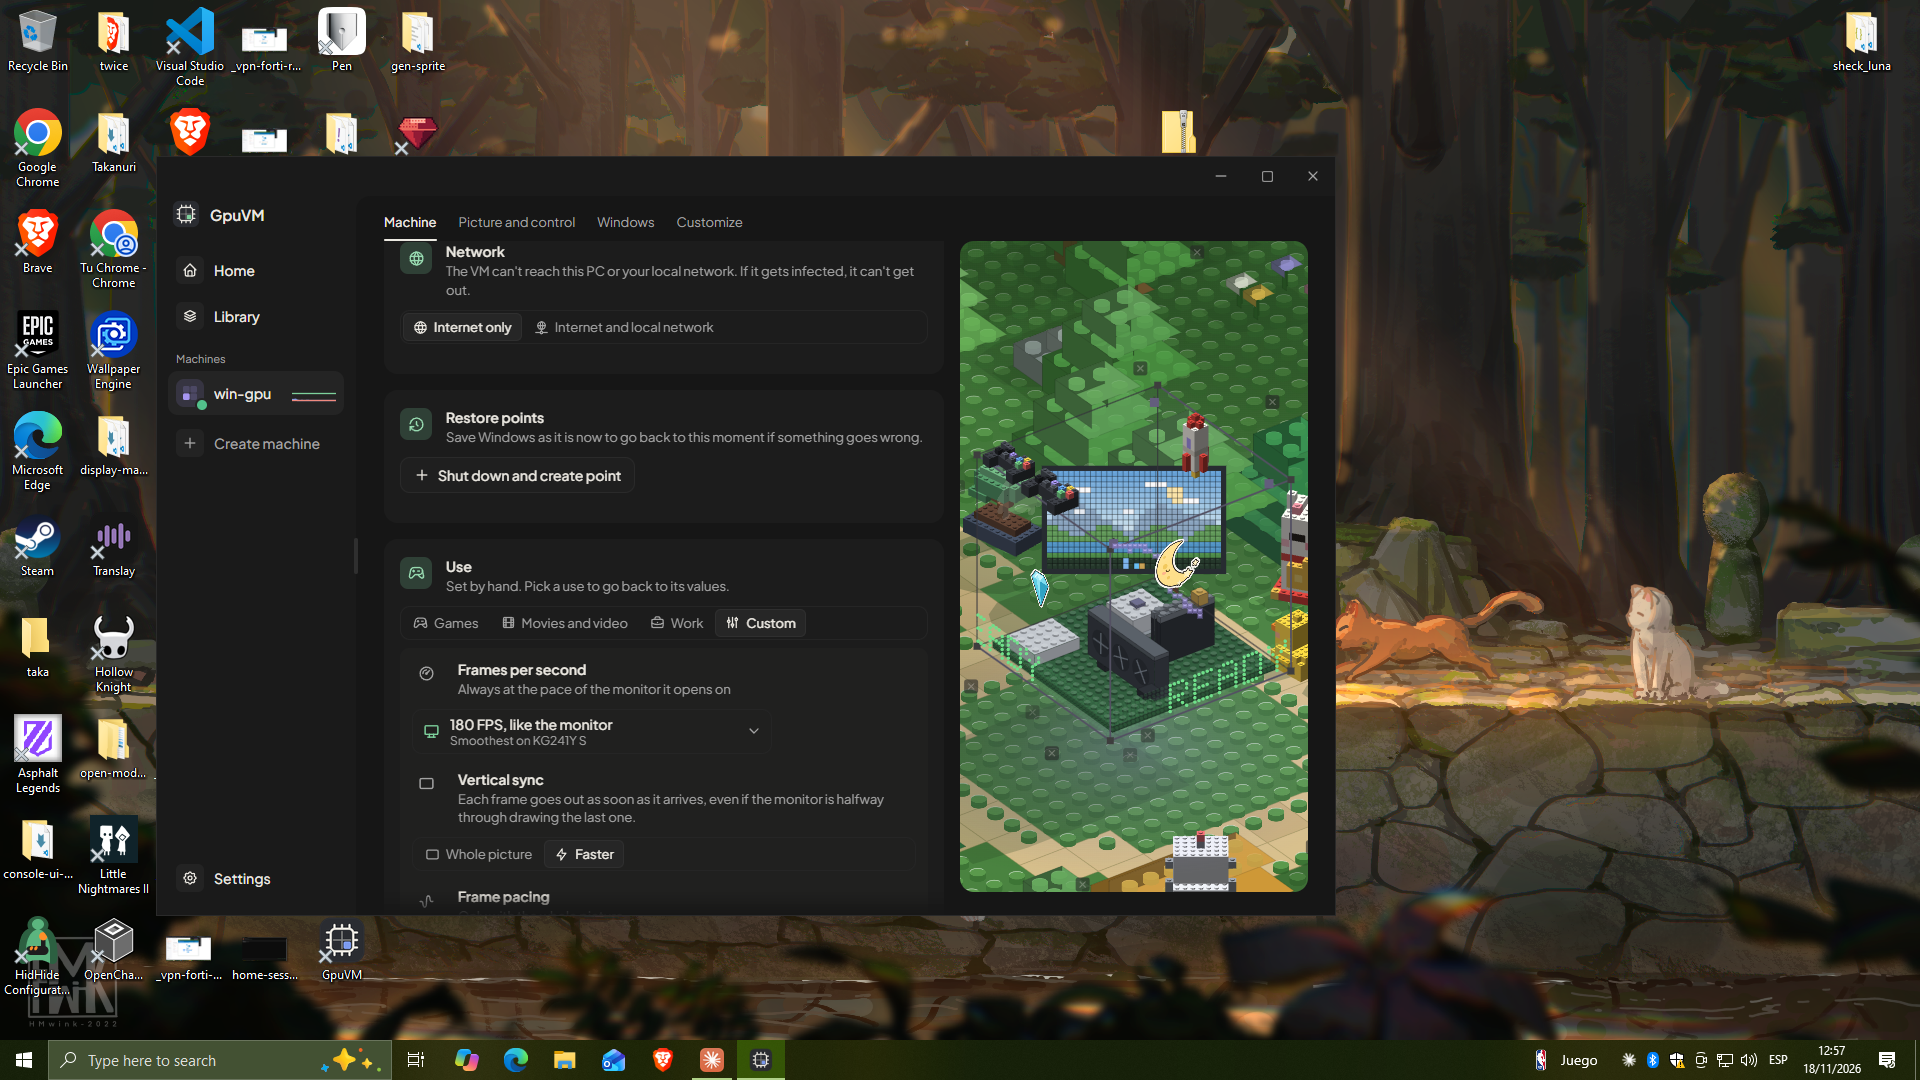 Recycle Bin
twice
Visual Studio
Code
_vpn-forti-r...
Pen
gen-sprite
sheck_luna
Google
Chrome
Takanuri
Brave
Tu Chrome -
Chrome
Epic Games
Launcher
Wallpaper
Engine
Microsoft
Edge
display-ma...
Steam
Translay
taka
Hollow
Knight
Asphalt
Legends
open-mod...
console-ui-...
Little
Nightmares II
HidHide
Configurat...
OpenCha...
_vpn-forti-...
home-sess...
GpuVM
HMwink-2022
GpuVM
Home
Library
Machines
win-gpu
Create machine
Settings
Machine
Picture and control
Windows
Customize
Network
The VM can't reach this PC or your local network. If it gets infected, it can't get
out.
Internet only
Internet and local network
Restore points
Save Windows as it is now to go back to this moment if something goes wrong.
Shut down and create point
Use
Set by hand. Pick a use to go back to its values.
Games
Movies and video
Work
Custom
Frames per second
Always at the pace of the monitor it opens on
180 FPS, like the monitor
Smoothest on KG241Y S
Vertical sync
Each frame goes out as soon as it arrives, even if the monitor is halfway
through drawing the last one.
Whole picture
Faster
Frame pacing
EPIC
GAMES
Type here to search
Juego
ESP
12:57
18/11/2026